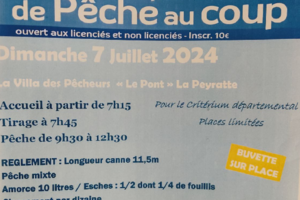 de Pêche au coup
ouvert aux licenciés et non licenciés - Inscr. 10€
Dimanche 7 juillet 2024
La Villa des Pêcheurs « Le Pont » La Peyratte
Accueil à partir de 7h15
Pour le Critérium départemental
Tirage à 7h45
Places limitées
Pêche de 9h30 à 12h30
BUVETTE
SUR PLACE
REGLEMENT : Longueur canne 11,5m
Pêche mixte
Amorce 10 litres / Esches : 1/2 dont 1/4 de fouillis